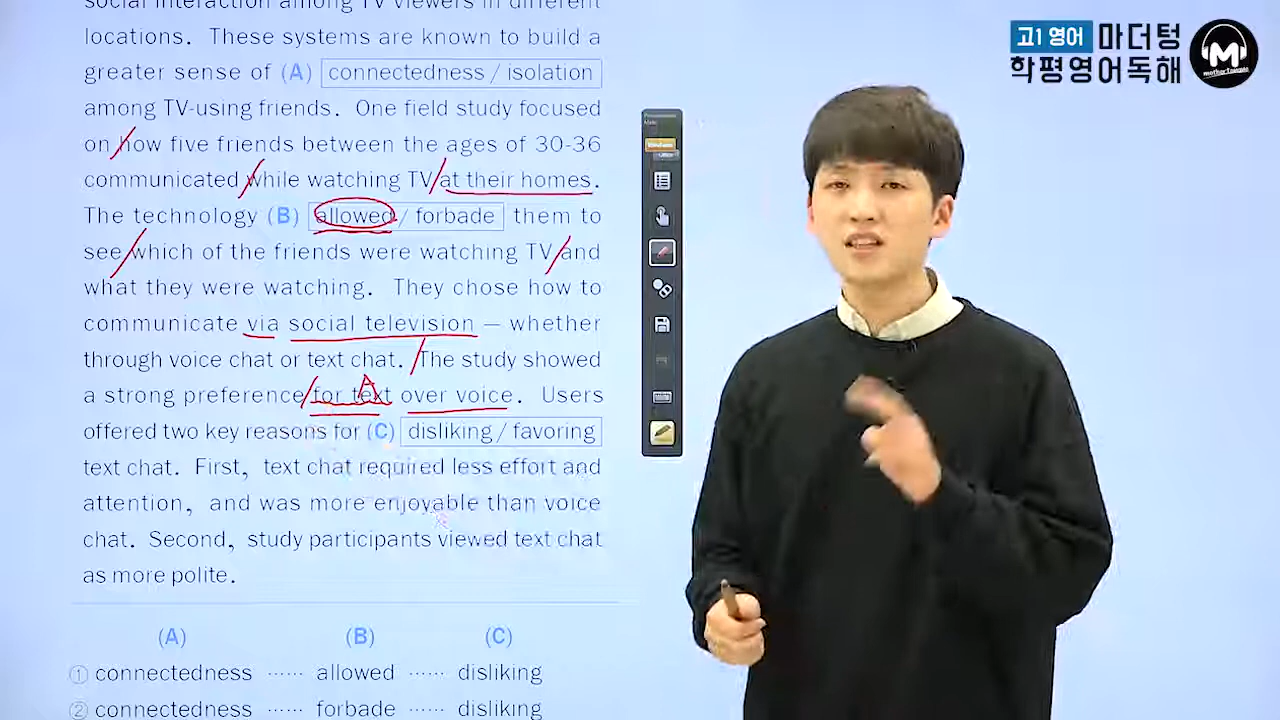 social interaction among TV viewers in different
locations. These systems are known to build a
greater sense of (A) connectedness / isolation
among TV-using friends. One field study focused
on how five friends between the ages of 30-36
communicated while watching TV at their homes.
The technology (B) allowed / forbade them to
see which of the friends were watching TV and
what they were watching. They chose how to
communicate via social television — whether
through voice chat or text chat. The study showed
a strong preference for text over voice. Users
offered two key reasons for (C) disliking / favoring
text chat. First, text chat required less effort and
attention, and was more enjoyable than voice
chat. Second, study participants viewed text chat
as more polite.
(A) (B) (C)
① connectedness …… allowed …… disliking
② connectedness …… forbade …… disliking
고1 영어 마더텅
학평영어독해
M
mothertongue
A